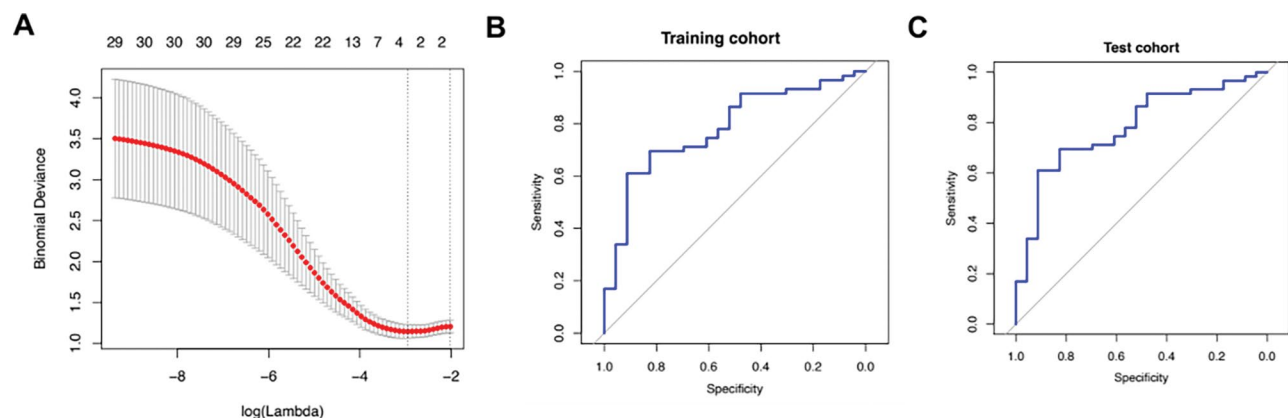 A
29 30 30 30 29 25 22 22 13 7 4 2 2
Binomial Deviance
4.0
3.5
3.0
2.5
2.0
1.5
1.0
-8 -6 -4 -2
log(Lambda)
B
Training cohort
Sensitivity
1.0
0.8
0.6
0.4
0.2
0.0
1.0 0.8 0.6 0.4 0.2 0.0
Specificity
C
Test cohort
Sensitivity
1.0
0.8
0.6
0.4
0.2
0.0
1.0 0.8 0.6 0.4 0.2 0.0
Specificity